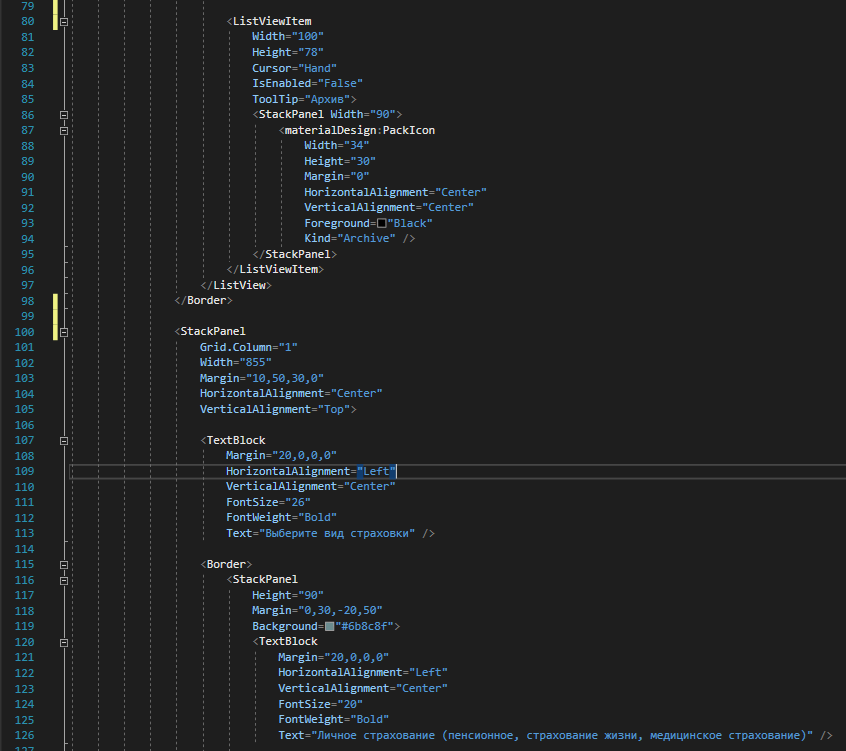 79
80 <ListViewItem
81 Width="100"
82 Height="78"
83 Cursor="Hand"
84 IsEnabled="False"
85 ToolTip="Архив">
86 <StackPanel Width="90">
87 <materialDesign:PackIcon
88 Width="34"
89 Height="30"
90 Margin="0"
91 HorizontalAlignment="Center"
92 VerticalAlignment="Center"
93 Foreground="Black"
94 Kind="Archive" />
95 </StackPanel>
96 </ListViewItem>
97 </ListView>
98 </Border>
99
100 <StackPanel
101 Grid.Column="1"
102 Width="855"
103 Margin="10,50,30,0"
104 HorizontalAlignment="Center"
105 VerticalAlignment="Top">
106
107 <TextBlock
108 Margin="20,0,0,0"
109 HorizontalAlignment="Left"
110 VerticalAlignment="Center"
111 FontSize="26"
112 FontWeight="Bold"
113 Text="Выберите вид страховки" />
114
115 <Border>
116 <StackPanel
117 Height="90"
118 Margin="0,30,-20,50"
119 Background="#6b8c8f">
120 <TextBlock
121 Margin="20,0,0,0"
122 HorizontalAlignment="Left"
123 VerticalAlignment="Center"
124 FontSize="20"
125 FontWeight="Bold"
126 Text="Личное страхование (пенсионное, страхование жизни, медицинское страхование)" />
127